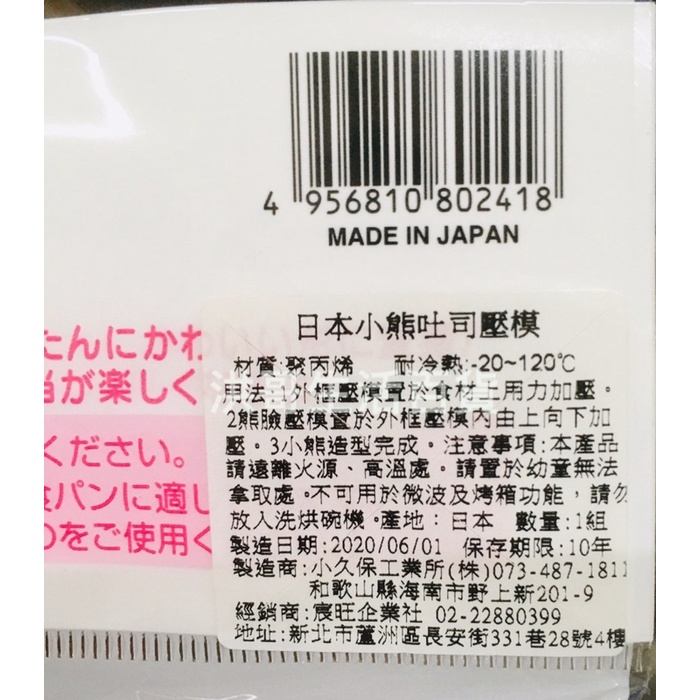 4 956810 802418
MADE IN JAPAN
たんにかわ
当が楽しく
ください。
食パンに適し
のをご使用く
日本小熊吐司壓模
材質:聚丙烯 耐冷熱:-20~120℃
用法:1外框壓模置於食材上用力加壓。
2熊臉壓模置於外框壓模內由上向下加
壓。3小熊造型完成。注意事項:本產品
請遠離火源、高溫處。請置於幼童無法
拿取處。不可用於微波及烤箱功能，請勿
放入洗烘碗機。產地：日本 數量:1組
製造日期:2020/06/01 保存期限:10年
製造商:小久保工業所(株)073-487-1811
和歌山縣海南市野上新201-9
經銷商:宸旺企業社 02-22880399
地址:新北市蘆洲區長安街331巷28號4樓